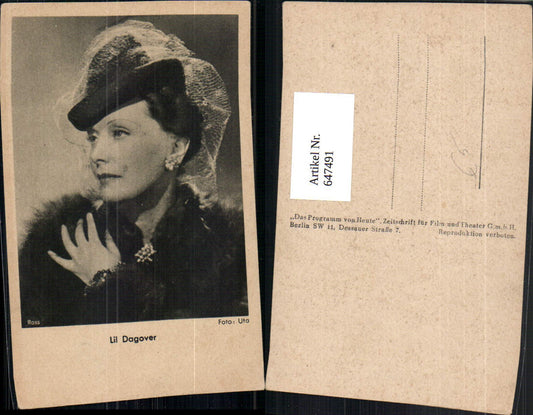 Ross
Foto: Ufa
Lil Dagover
Artikel Nr.
647491
„Das Programm von Heute", Zeitschrift für Film und Theater G.m.b.H.
Berlin SW 11, Dessauer Straße 7. Reproduktion verboten.